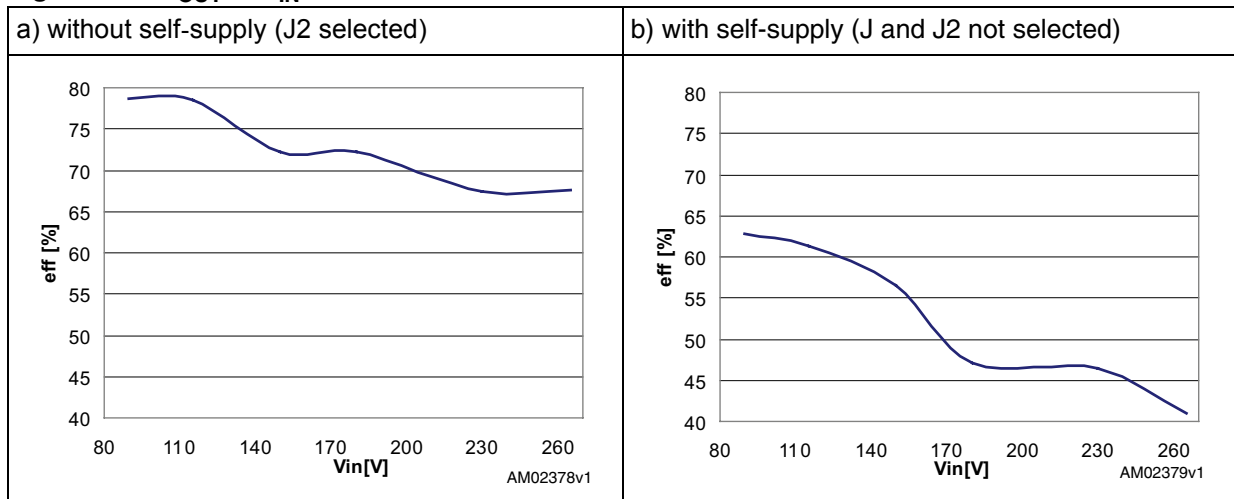 a) without self-supply (J2 selected)
80
75
70
65
60
55
50
45
40
eff [%]
80 110 140 170 200 230 260
Vin[V]
AM02378v1
b) with self-supply (J and J2 not selected)
80
75
70
65
60
55
50
45
40
eff [%]
80 110 140 170 200 230 260
Vin[V]
AM02379v1